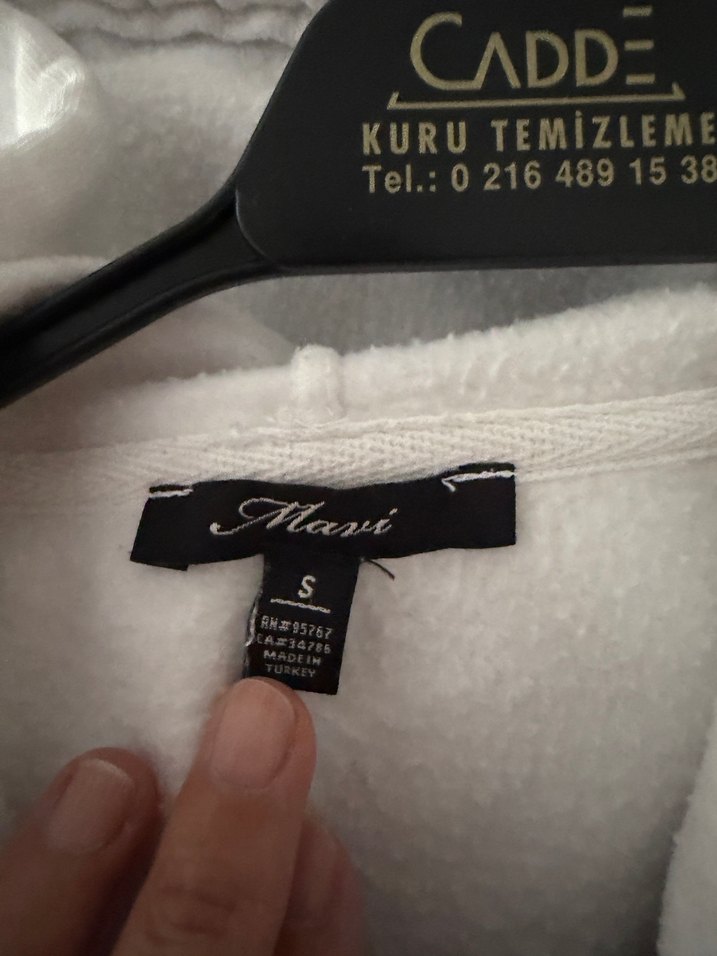 CADDE
KURU TEMİZLEME
Tel.: 0 216 489 15 38
Mavi
S
RN#95767
CA#34786
MADE IN
TURKEY